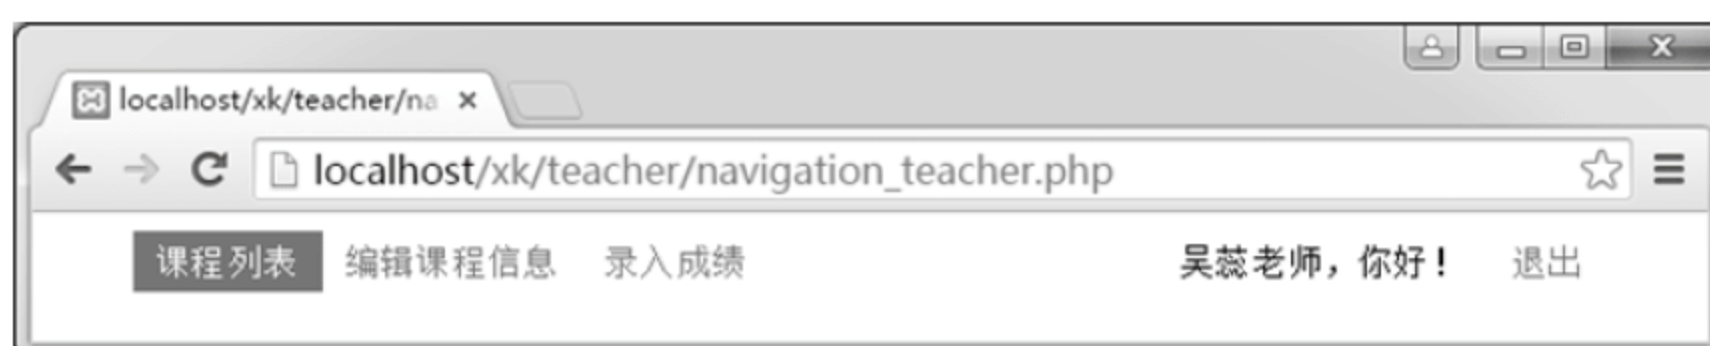 localhost/xk/teacher/na
localhost/xk/teacher/navigation_teacher.php
课程列表 编辑课程信息 录入成绩 吴蕊老师，你好！ 退出